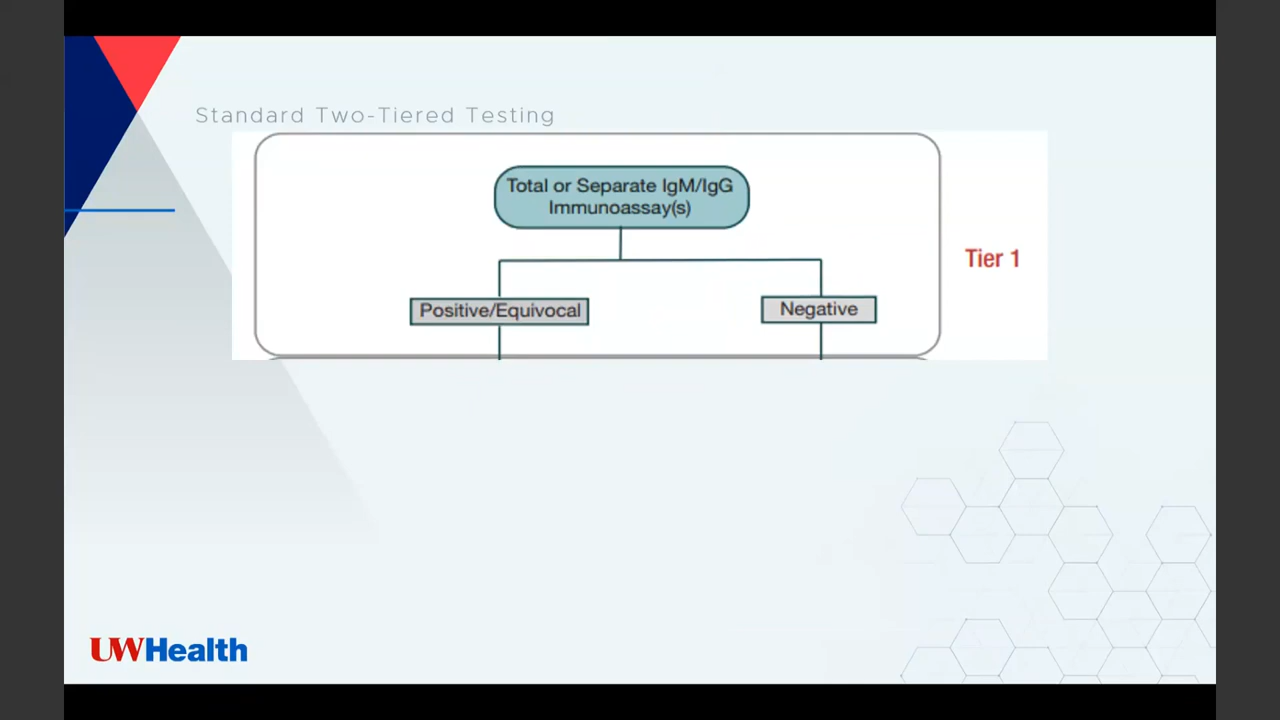 Standard Two-Tiered Testing
Total or Separate IgM/IgG
Immunoassay(s)
Tier 1
Positive/Equivocal
Negative
UWHealth